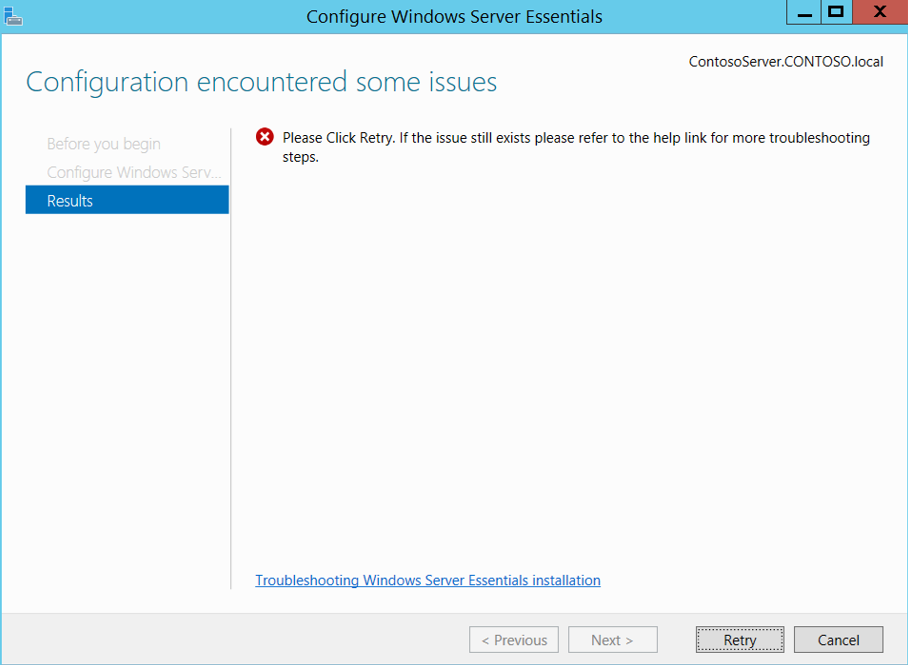 Configure Windows Server Essentials
X
ContosoServer.CONTOSO.local
Configuration encountered some issues
Before you begin
Configure Windows Serv...
Results
Please Click Retry. If the issue still exists please refer to the help link for more troubleshooting
steps.
Troubleshooting Windows Server Essentials installation
< Previous
Next >
Retry
Cancel